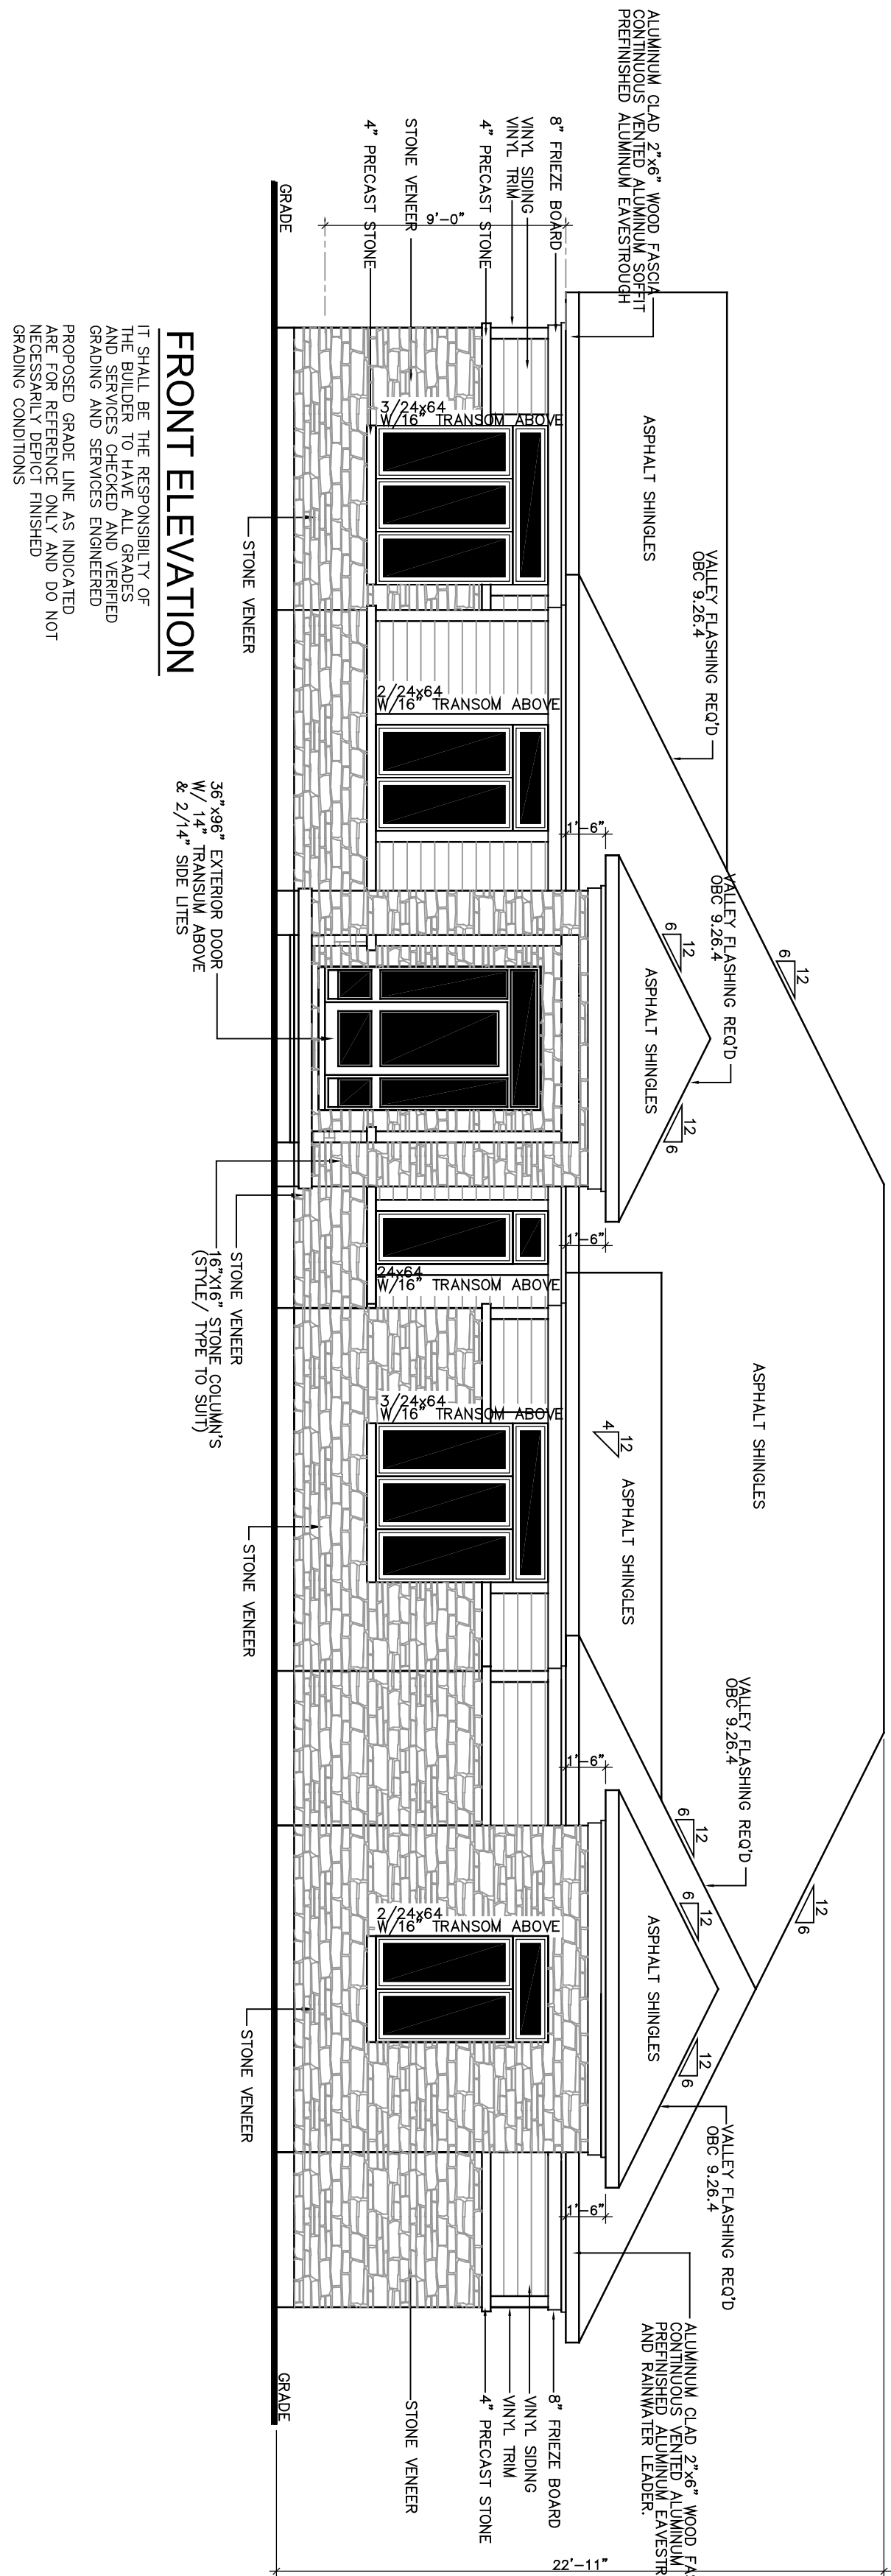 ALUMINUM CLAD 2"x6" WOOD FASCIA
CONTINUOUS VENTED ALUMINUM SOFFIT
PREFINISHED ALUMINUM EAVESTROUGH
8" FRIEZE BOARD
VINYL SIDING
VINYL TRIM
4" PRECAST STONE
STONE VENEER
4" PRECAST STONE
9'-0"
GRADE
ASPHALT SHINGLES
VALLEY FLASHING REQ'D
OBC 9.26.4
3/24x64
W/16" TRANSOM ABOVE
STONE VENEER
2/24x64
W/16" TRANSOM ABOVE
1'-6"
VALLEY FLASHING REQ'D
OBC 9.26.4
12
6
12
6
ASPHALT SHINGLES
12
6
36"x96" EXTERIOR DOOR
W/ 14" TRANSUM ABOVE
& 2/14" SIDE LITES
1'-6"
24x64
W/16" TRANSOM ABOVE
STONE VENEER
16"X16" STONE COLUMN'S
(STYLE/ TYPE TO SUIT)
ASPHALT SHINGLES
12
4
ASPHALT SHINGLES
3/24x64
W/16" TRANSOM ABOVE
STONE VENEER
VALLEY FLASHING REQ'D
OBC 9.26.4
1'-6"
12
6
12
6
12
6
ASPHALT SHINGLES
12
6
2/24x64
W/16" TRANSOM ABOVE
STONE VENEER
VALLEY FLASHING REQ'D
OBC 9.26.4
1'-6"
ALUMINUM CLAD 2"x6" WOOD
CONTINUOUS VENTED ALUMINUM
PREFINISHED ALUMINUM
AND RAINWATER LEADER.
8" FRIEZE BOARD
VINYL SIDING
VINYL TRIM
4" PRECAST STONE
STONE VENEER
GRADE
22'-11"
FRONT ELEVATION
IT SHALL BE THE RESPONSIBILTY OF
THE BUILDER TO HAVE ALL GRADES
AND SERVICES CHECKED AND VERIFIED
GRADING AND SERVICES ENGINEERED
PROPOSED GRADE LINE AS INDICATED
ARE FOR REFERENCE ONLY AND DO NOT
NECESSARILY DEPICT FINISHED
GRADING CONDITIONS